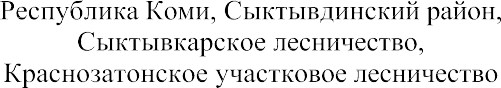 Республика Коми, Сыктывдинский район,
Сыктывкарское лесничество,
Краснозатонское участковое лесничество